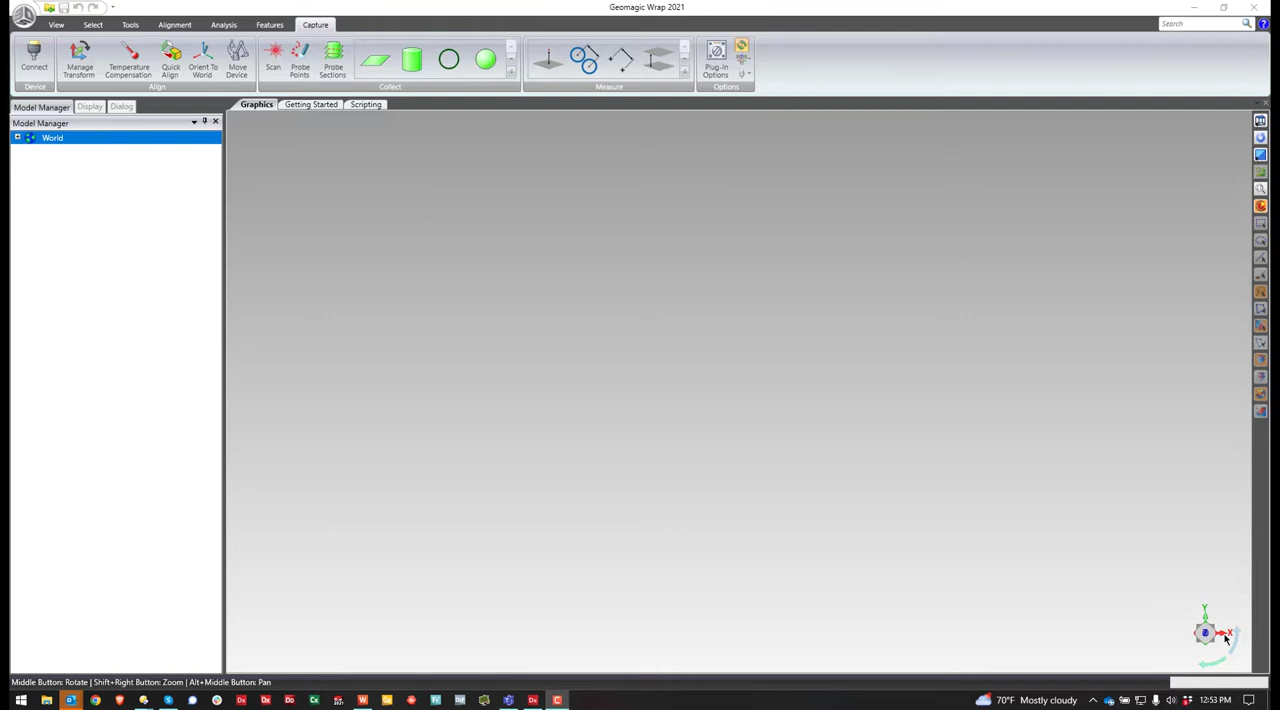 Geomagic Wrap 2021
View Select Tools Alignment Analysis Features Capture
Search
Connect
Manage Transform
Temperature Compensation
Quick Align
Orient To World
Move Device
Scan
Probe Points
Probe Sections
Plug-In Options
Device Align Collect Measure Options
Model Manager Display Dialog
Graphics Getting Started Scripting
Model Manager
World
Y
Z
X
Middle Button: Rotate | Shift+Right Button: Zoom | Alt+Middle Button: Pan
70°F Mostly cloudy
12:53 PM